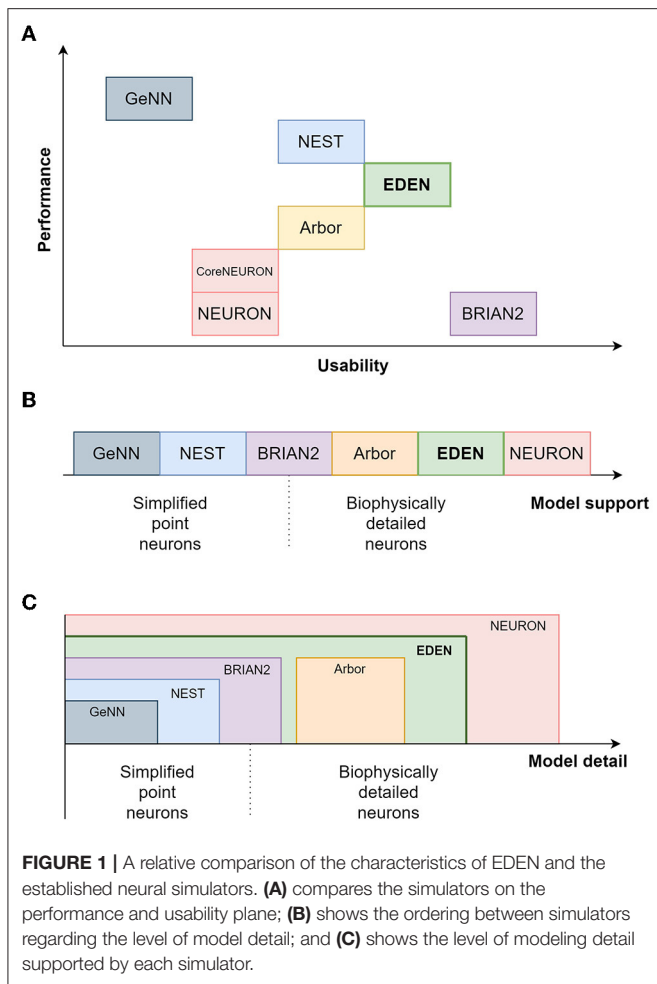 A
Performance
GeNN
NEST
EDEN
Arbor
CoreNEURON
NEURON
BRIAN2
Usability
B
GeNN NEST BRIAN2 Arbor EDEN NEURON
Simplified
point
neurons
Biophysically
detailed
neurons
Model support
C
NEURON
EDEN
BRIAN2
Arbor
NEST
GeNN
Model detail
Simplified
point
neurons
Biophysically
detailed
neurons
FIGURE 1 | A relative comparison of the characteristics of EDEN and the
established neural simulators. (A) compares the simulators on the
performance and usability plane; (B) shows the ordering between simulators
regarding the level of model detail; and (C) shows the level of modeling detail
supported by each simulator.